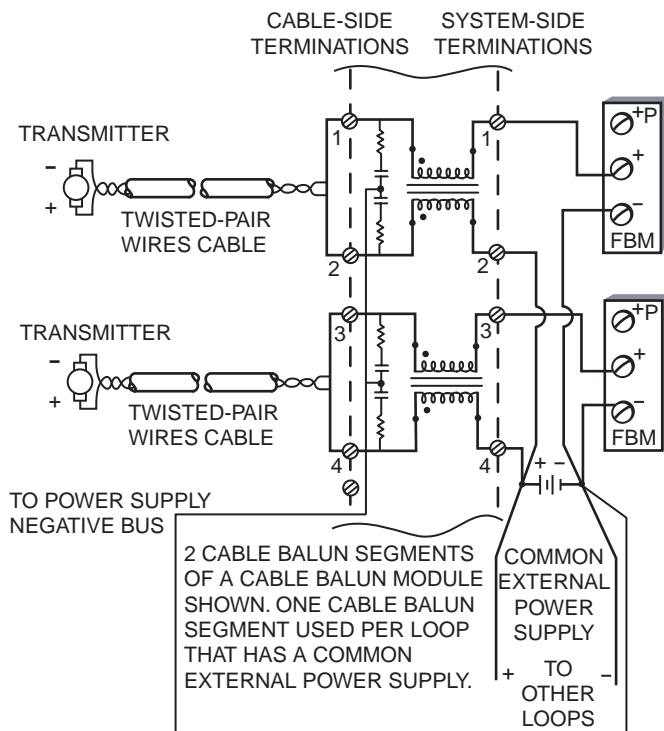 CABLE-SIDE
TERMINATIONS
SYSTEM-SIDE
TERMINATIONS
1
1
+P
+
−
FBM
TRANSMITTER
−
+
TWISTED-PAIR
WIRES CABLE
2
2
3
3
+P
+
−
FBM
TRANSMITTER
−
+
TWISTED-PAIR
WIRES CABLE
4
4
+ −
TO POWER SUPPLY
NEGATIVE BUS
2 CABLE BALUN SEGMENTS
OF A CABLE BALUN MODULE
SHOWN. ONE CABLE BALUN
SEGMENT USED PER LOOP
THAT HAS A COMMON
EXTERNAL POWER SUPPLY.
COMMON
EXTERNAL
POWER
SUPPLY
+ TO −
OTHER
LOOPS